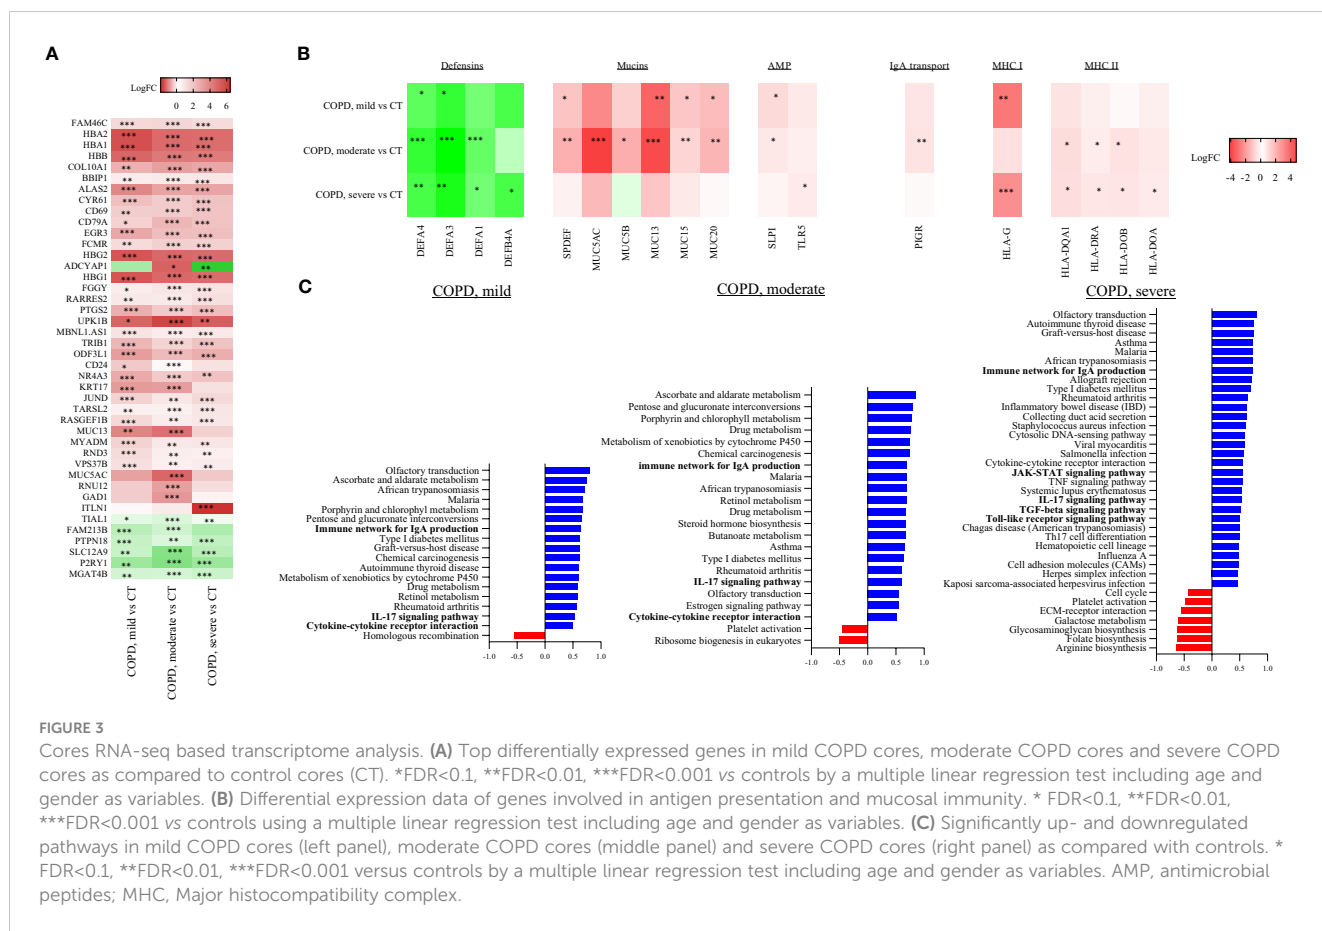 A
LogFC
0 2 4 6
FAM46C *** *** ***
HBA2 *** *** ***
HBA1 *** *** ***
HBB *** *** ***
COL10A1 ** *** ***
BBIP1 ** *** ***
ALAS2 *** *** ***
CYR61 *** *** ***
CD69 ** *** ***
CD79A * *** ***
EGR3 *** *** ***
FCMR ** *** ***
HBG2 *** *** ***
ADCYAP1 * **
HBG1 *** *** ***
FGGY * *** ***
RARRES2 ** *** ***
PTGS2 *** *** ***
UPK1B * *** **
MBNL1.AS1 *** *** ***
TRIB1 *** *** ***
ODF3L1 *** *** ***
CD24 * ***
NR4A3 *** *** **
KRT17 *** ***
JUND *** ** ***
TARSL2 ** *** ***
RASGEF1B *** ** ***
MUC13 ** ***
MYADM *** ** **
RND3 *** ** **
VPS37B *** ** **
MUC5AC ***
RNU12 ***
GAD1 ***
ITLN1 ***
TIAL1 * *** **
FAM213B *** ***
PTPN18 *** ** ***
SLC12A9 ** *** ***
P2RY1 ** *** ***
MGAT4B ** *** ***
COPD, mild vs CT
COPD, moderate vs CT
COPD, severe vs CT
B
Defensins Mucins AMP IgA transport MHC I MHC II
COPD, mild vs CT * * * ** * * * **
COPD, moderate vs CT *** *** *** ** *** * *** ** ** * ** * * *
COPD, severe vs CT ** ** * * * *** * * * *
DEFA4 DEFA3 DEFA1 DEFB4A SPDEF MUC5AC MUC5B MUC13 MUC15 MUC20 SLPI TLR5 PIGR HLA-G HLA-DQA1 HLA-DRA HLA-DOB HLA-DOA
LogFC
-4 -2 0 2 4
C
COPD, mild
Olfactory transduction
Ascorbate and aldarate metabolism
African trypanosomiasis
Malaria
Porphyrin and chlorophyll metabolism
Pentose and glucuronate interconversions
Immune network for IgA production
Type I diabetes mellitus
Graft-versus-host disease
Chemical carcinogenesis
Autoimmune thyroid disease
Metabolism of xenobiotics by cytochrome P450
Drug metabolism
Retinol metabolism
Rheumatoid arthritis
IL-17 signaling pathway
Cytokine-cytokine receptor interaction
Homologous recombination
-1.0 -0.5 0.0 0.5 1.0
COPD, moderate
Ascorbate and aldarate metabolism
Pentose and glucuronate interconversions
Porphyrin and chlorophyll metabolism
Drug metabolism
Metabolism of xenobiotics by cytochrome P450
Chemical carcinogenesis
immune network for IgA production
Malaria
African trypanosomiasis
Retinol metabolism
Drug metabolism
Steroid hormone biosynthesis
Butanoate metabolism
Asthma
Type I diabetes mellitus
Rheumatoid arthritis
IL-17 signaling pathway
Olfactory transduction
Estrogen signaling pathway
Cytokine-cytokine receptor interaction
Platelet activation
Ribosome biogenesis in eukaryotes
-1.0 -0.5 0.0 0.5 1.0
COPD, severe
Olfactory transduction
Autoimmune thyroid disease
Graft-versus-host disease
Asthma
Malaria
African trypanosomiasis
Immune network for IgA production
Allograft rejection
Type I diabetes mellitus
Rheumatoid arthritis
Inflammatory bowel disease (IBD)
Collecting duct acid secretion
Staphylococcus aureus infection
Cytosolic DNA-sensing pathway
Viral myocarditis
Salmonella infection
Cytokine-cytokine receptor interaction
JAK-STAT signaling pathway
TNF signaling pathway
Systemic lupus erythematosus
IL-17 signaling pathway
TGF-beta signaling pathway
Toll-like receptor signaling pathway
Chagas disease (American trypanosomiasis)
Th17 cell differentiation
Hematopoietic cell lineage
Influenza A
Cell adhesion molecules (CAMs)
Herpes simplex infection
Kaposi sarcoma-associated herpesvirus infection
Cell cycle
Platelet activation
ECM-receptor interaction
Galactose metabolism
Glycosaminoglycan biosynthesis
Folate biosynthesis
Arginine biosynthesis
-1.0 -0.5 0.0 0.5 1.0
FIGURE 3
Cores RNA-seq based transcriptome analysis. (A) Top differentially expressed genes in mild COPD cores, moderate COPD cores and severe COPD
cores as compared to control cores (CT). *FDR<0.1, **FDR<0.01, ***FDR<0.001 vs controls by a multiple linear regression test including age and
gender as variables. (B) Differential expression data of genes involved in antigen presentation and mucosal immunity. * FDR<0.1, **FDR<0.01,
***FDR<0.001 vs controls using a multiple linear regression test including age and gender as variables. (C) Significantly up- and downregulated
pathways in mild COPD cores (left panel), moderate COPD cores (middle panel) and severe COPD cores (right panel) as compared with controls. *
FDR<0.1, **FDR<0.01, ***FDR<0.001 versus controls by a multiple linear regression test including age and gender as variables. AMP, antimicrobial
peptides; MHC, Major histocompatibility complex.